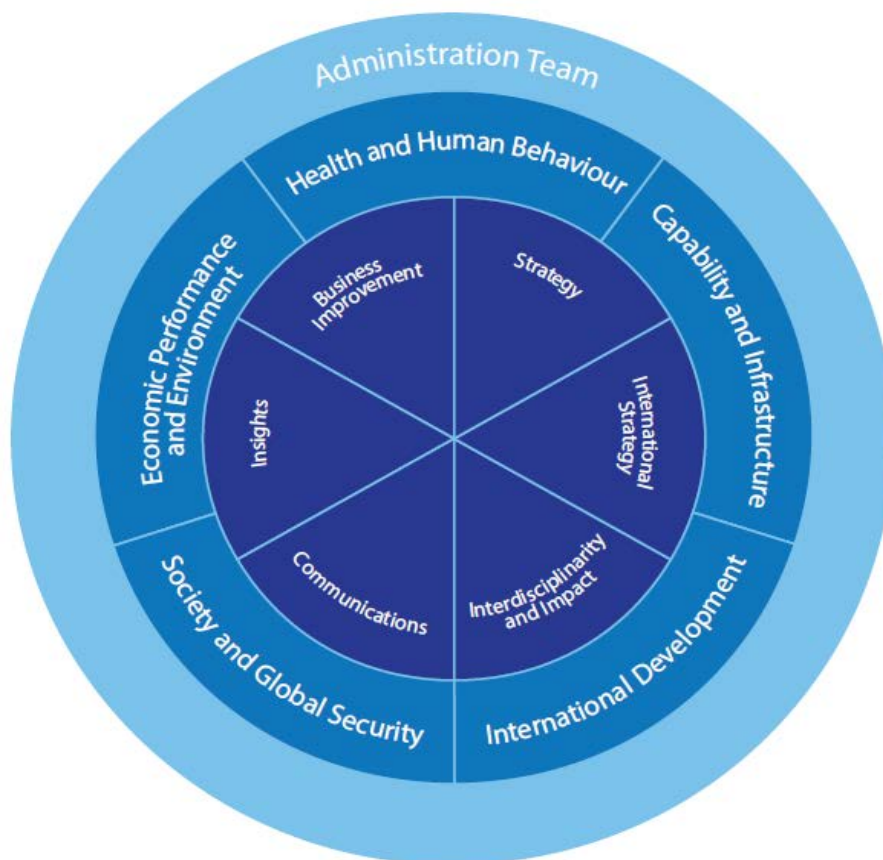 Administration Team
Health and Human Behaviour
Capability and Infrastructure
International Development
Society and Global Security
Economic Performance
and Environment
Strategy
International
Strategy
Interdisciplinarity
and Impact
Communications
Insights
Business
Improvement